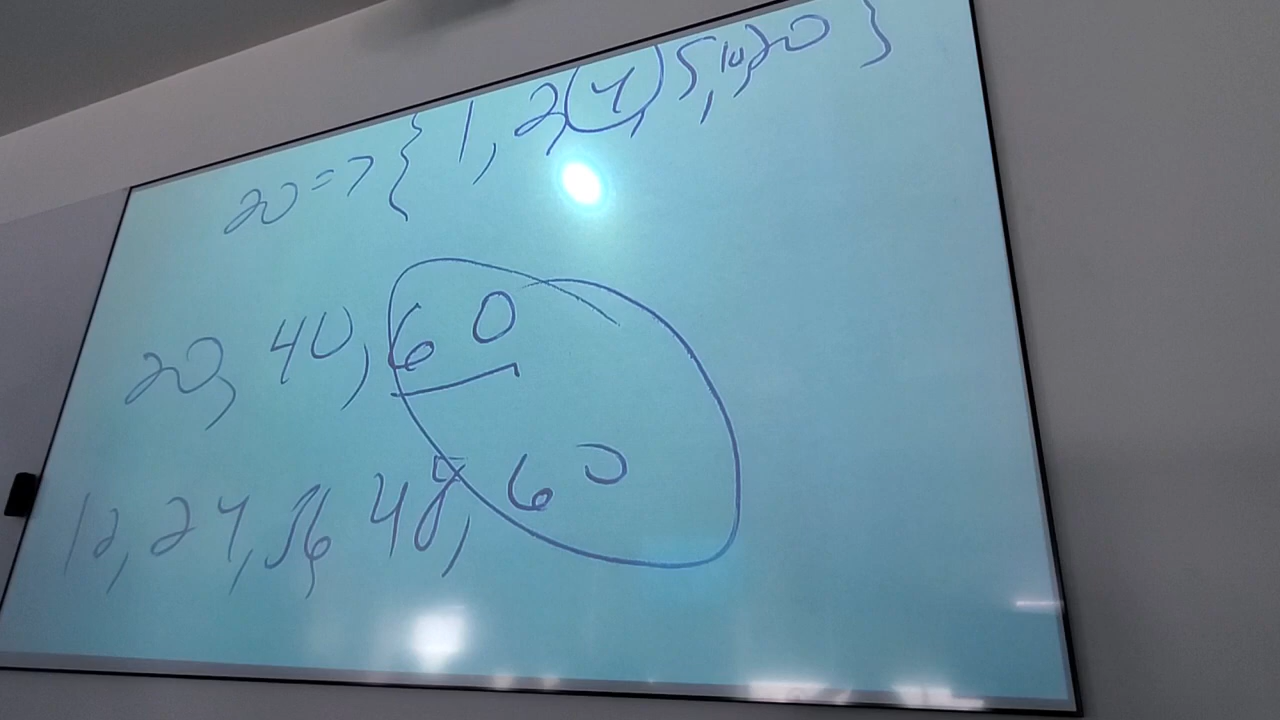 20 => { 1, 2, 4, 5, 10, 20 }
20, 40, 60
12, 24, 36 48, 60